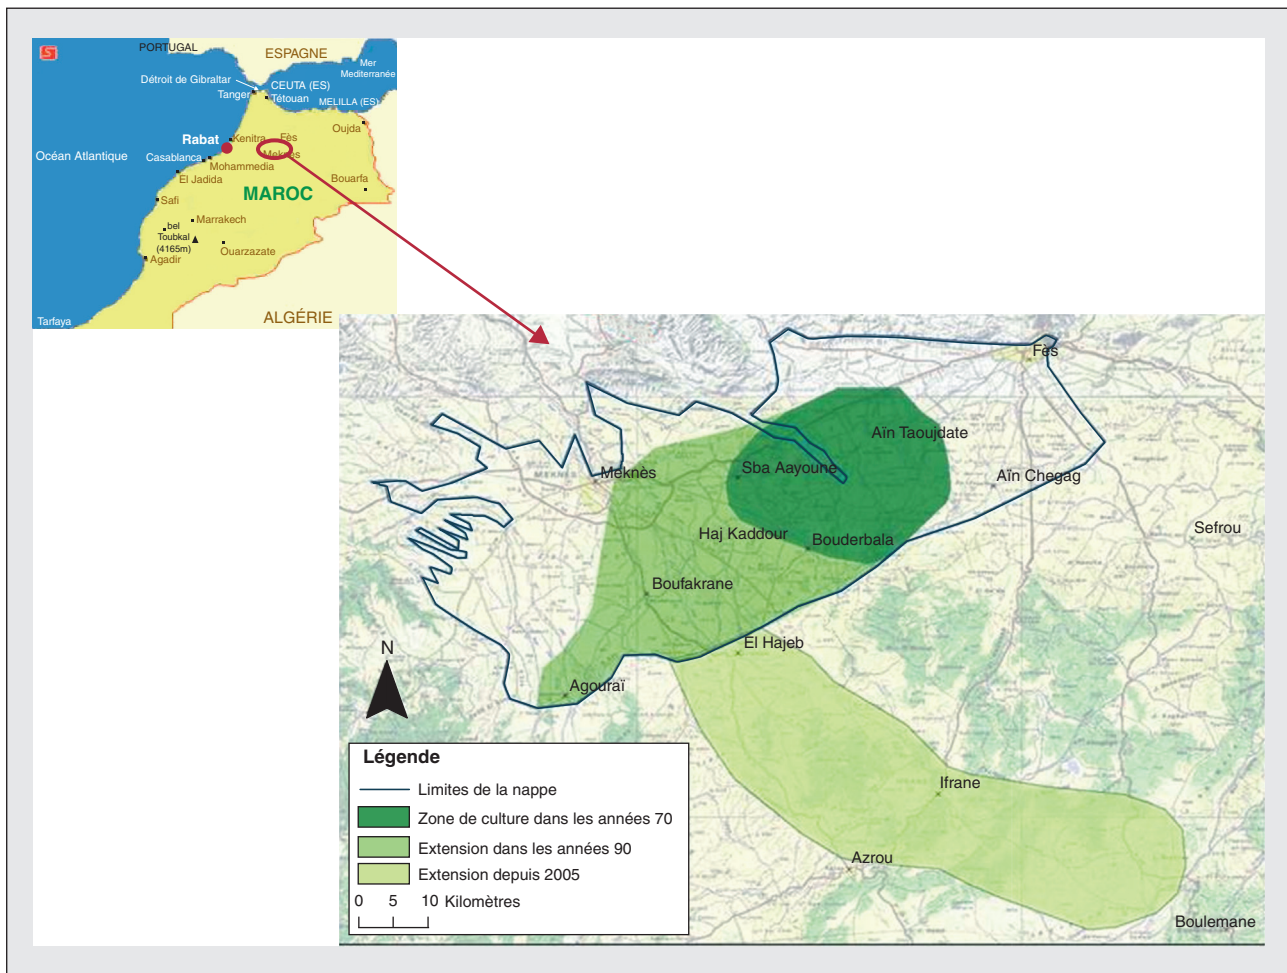 S
PORTUGAL
ESPAGNE
Mer
Mediterranée
Détroit de Gibraltar
CEUTA (ES)
Tanger
Tétouan
MELILLA (ES)
Oujda
Rabat
Kenitra
Fès
Océan Atlantique
Casablanca
Meknès
Mohammedia
El Jadida
Bouarfa
MAROC
Safi
Marrakech
bel
Toubkal
(4165m)
Ouarzazate
Agadir
ALGÉRIE
Tarfaya
Fès
Aïn Taoujdate
Sba Aayoune
Meknès
MEKNÈS
Aïn Chegag
Sefrou
Haj Kaddour
Bouderbala
Boufakrane
El Hajeb
N
Agouraï
Ifrane
Azrou
Boulemane
Légende
Limites de la nappe
Zone de culture dans les années 70
Extension dans les années 90
Extension depuis 2005
0 5 10 Kilomètres